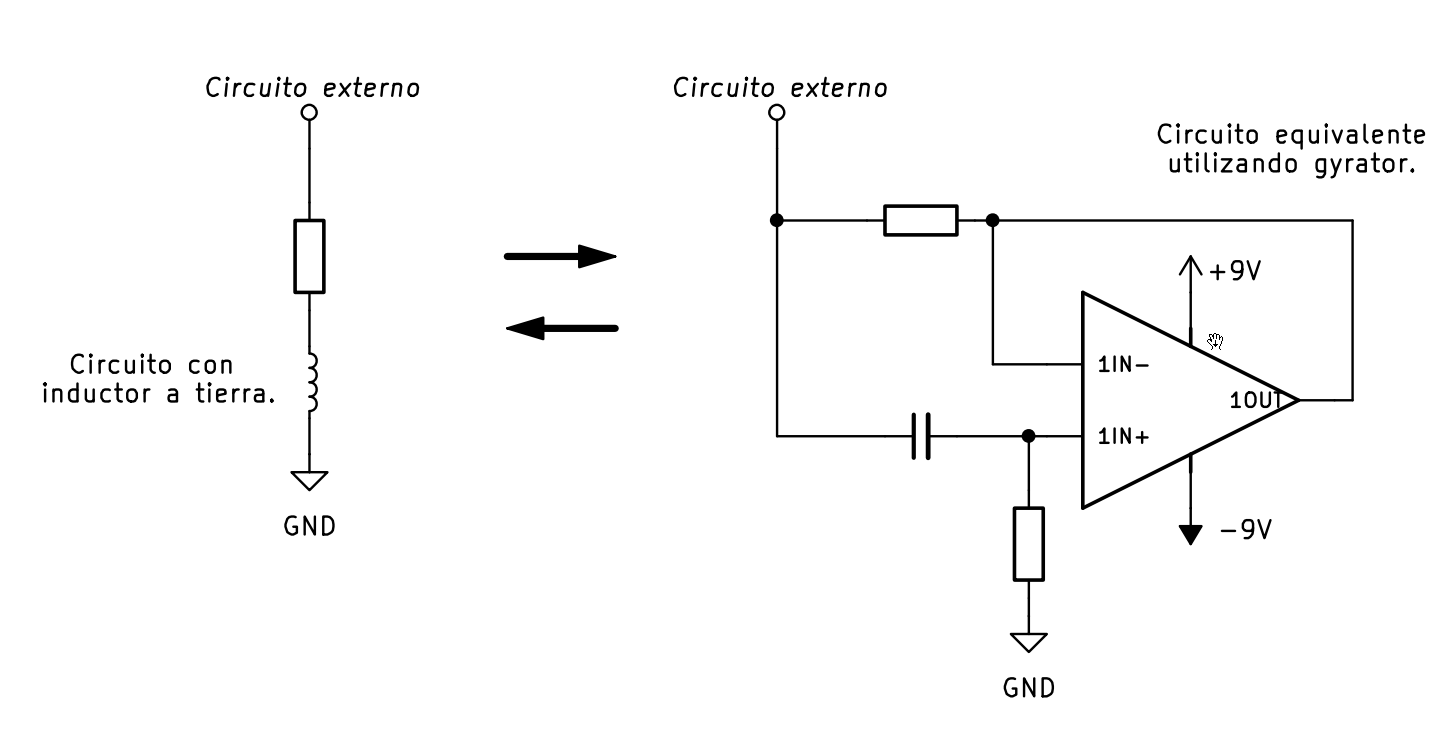 Circuito externo
Circuito con
inductor a tierra.
GND
Circuito externo
Circuito equivalente
utilizando gyrator.
+9V
1IN-
1OUT
1IN+
-9V
GND